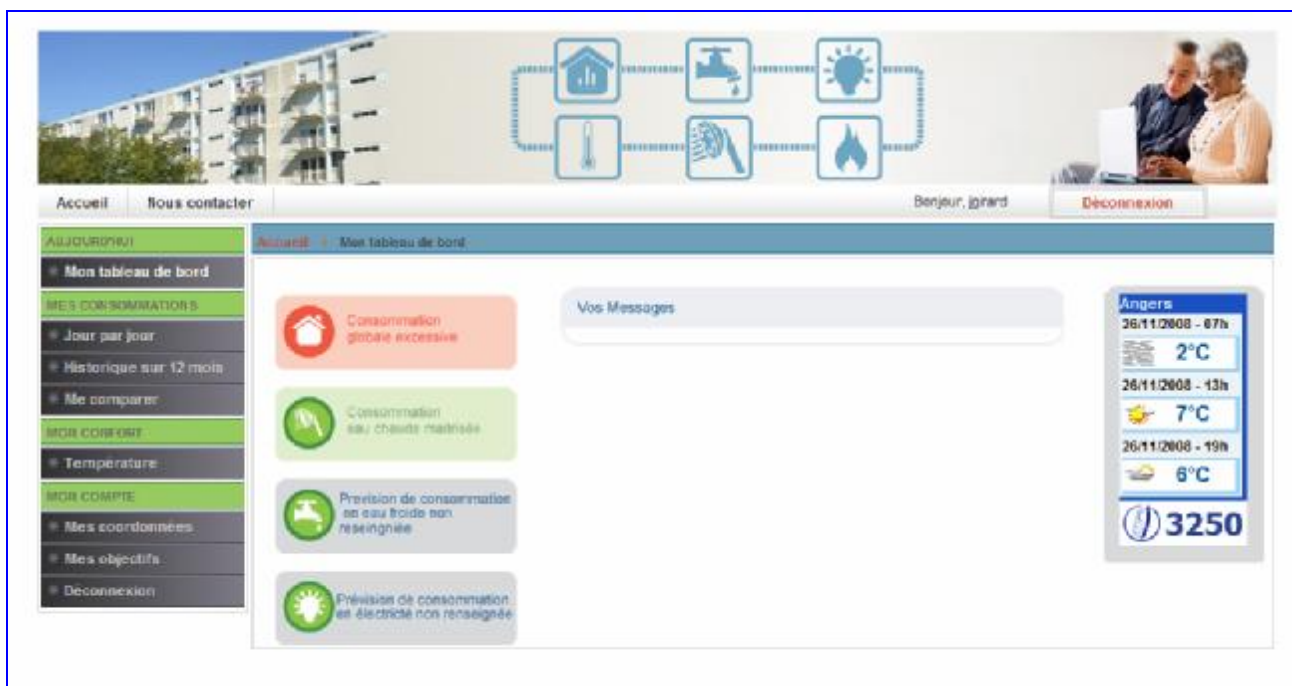 Accueil Nous contacter Bonjour, jgirard Déconnexion
AUJOURD'HUI
Mon tableau de bord
MES CONSOMMATIONS
Jour par jour
Historique sur 12 mois
Me comparer
MON CONFORT
Température
MON COMPTE
Mes coordonnées
Mes objectifs
Déconnexion
Accueil Mon tableau de bord
Consommation
globale excessive
Consommation
eau chaude maitrisée
Prevision de consommation
en eau froide non
reseingniée
Prévision de consommation
en électricté non renseignée
Vos Messages
Angers
26/11/2008 - 07h
2°C
26/11/2008 - 13h
7°C
26/11/2008 - 19h
6°C
3250